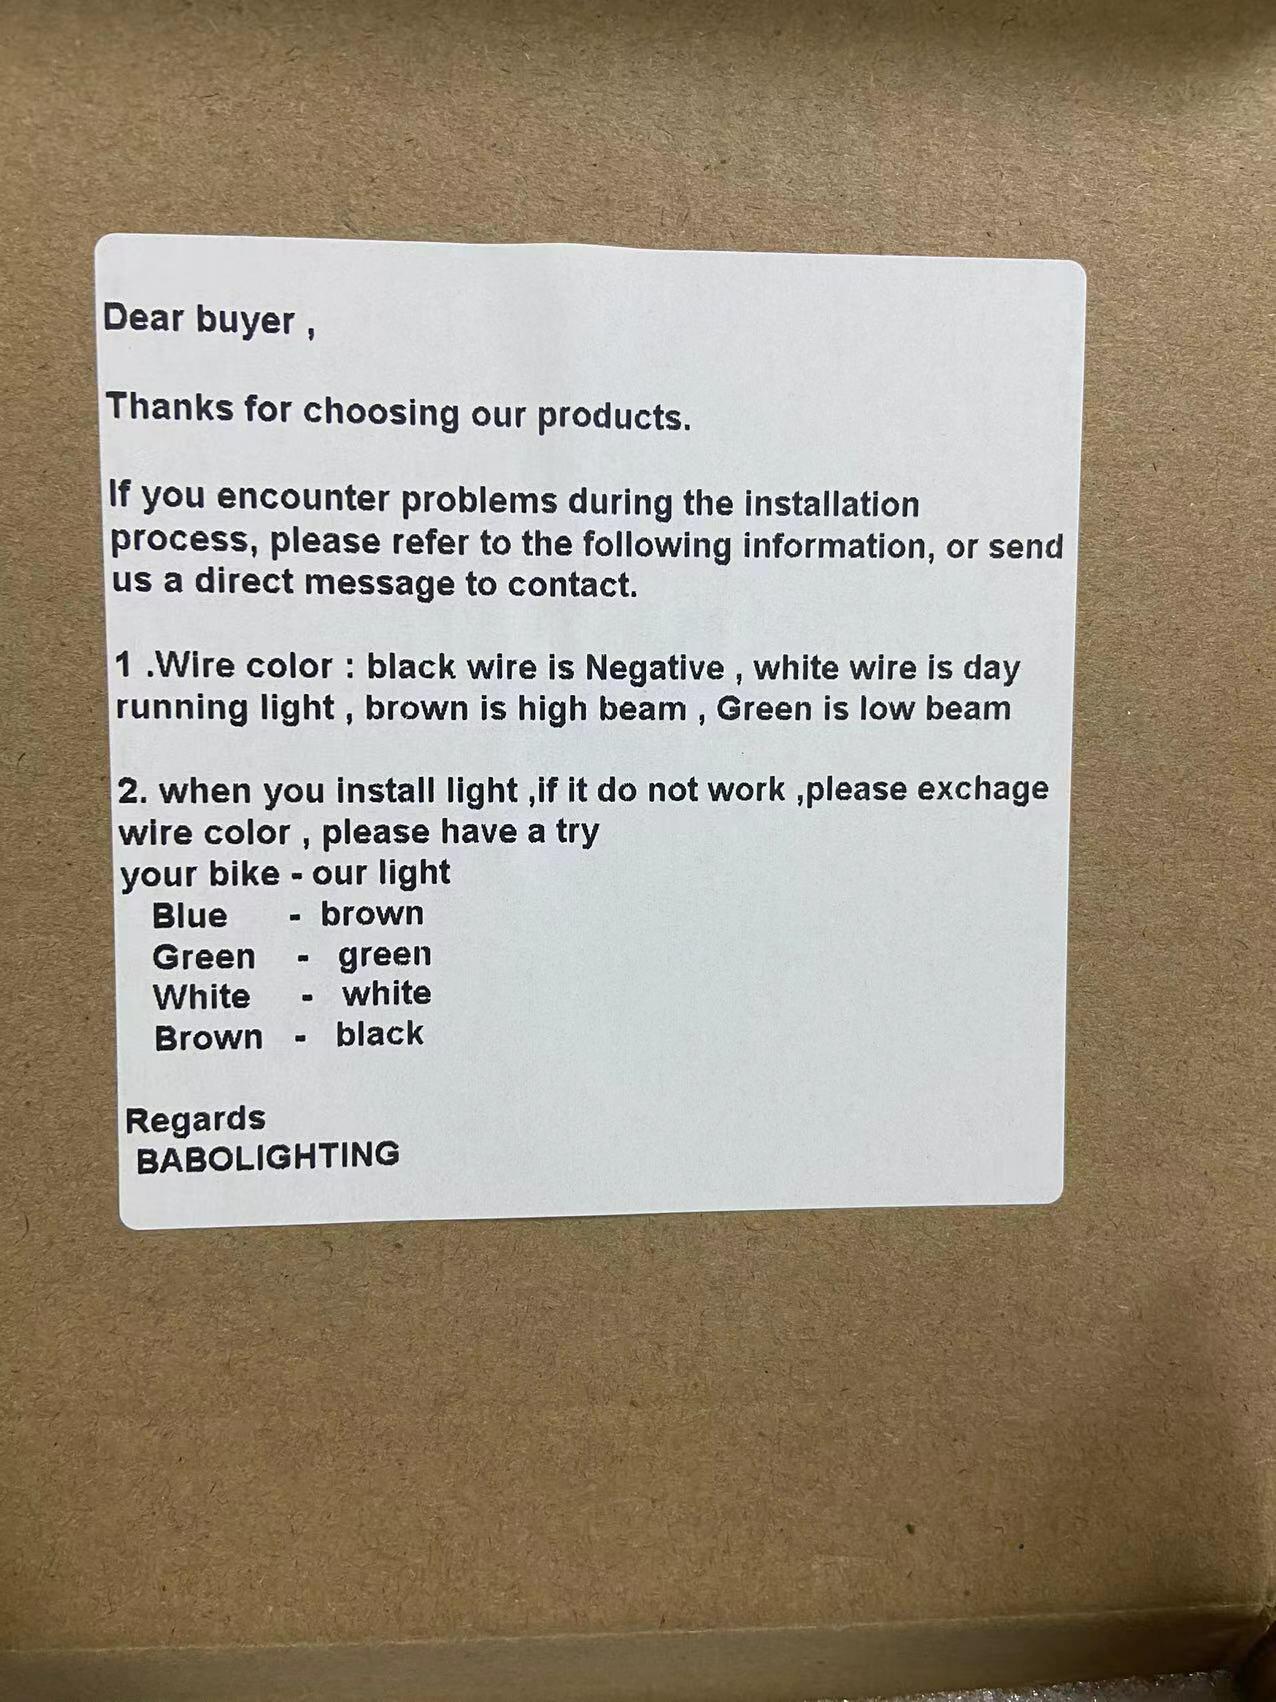 Dear buyer ,
Thanks for choosing our products.
If you encounter problems during the installation
process, please refer to the following information, or send
us a direct message to contact.
1 .Wire color : black wire is Negative , white wire is day
running light , brown is high beam , Green is low beam
2. when you install light ,if it do not work ,please exchage
wire color , please have a try
your bike - our light
Blue - brown
Green - green
White - white
Brown - black
Regards
BABOLIGHTING